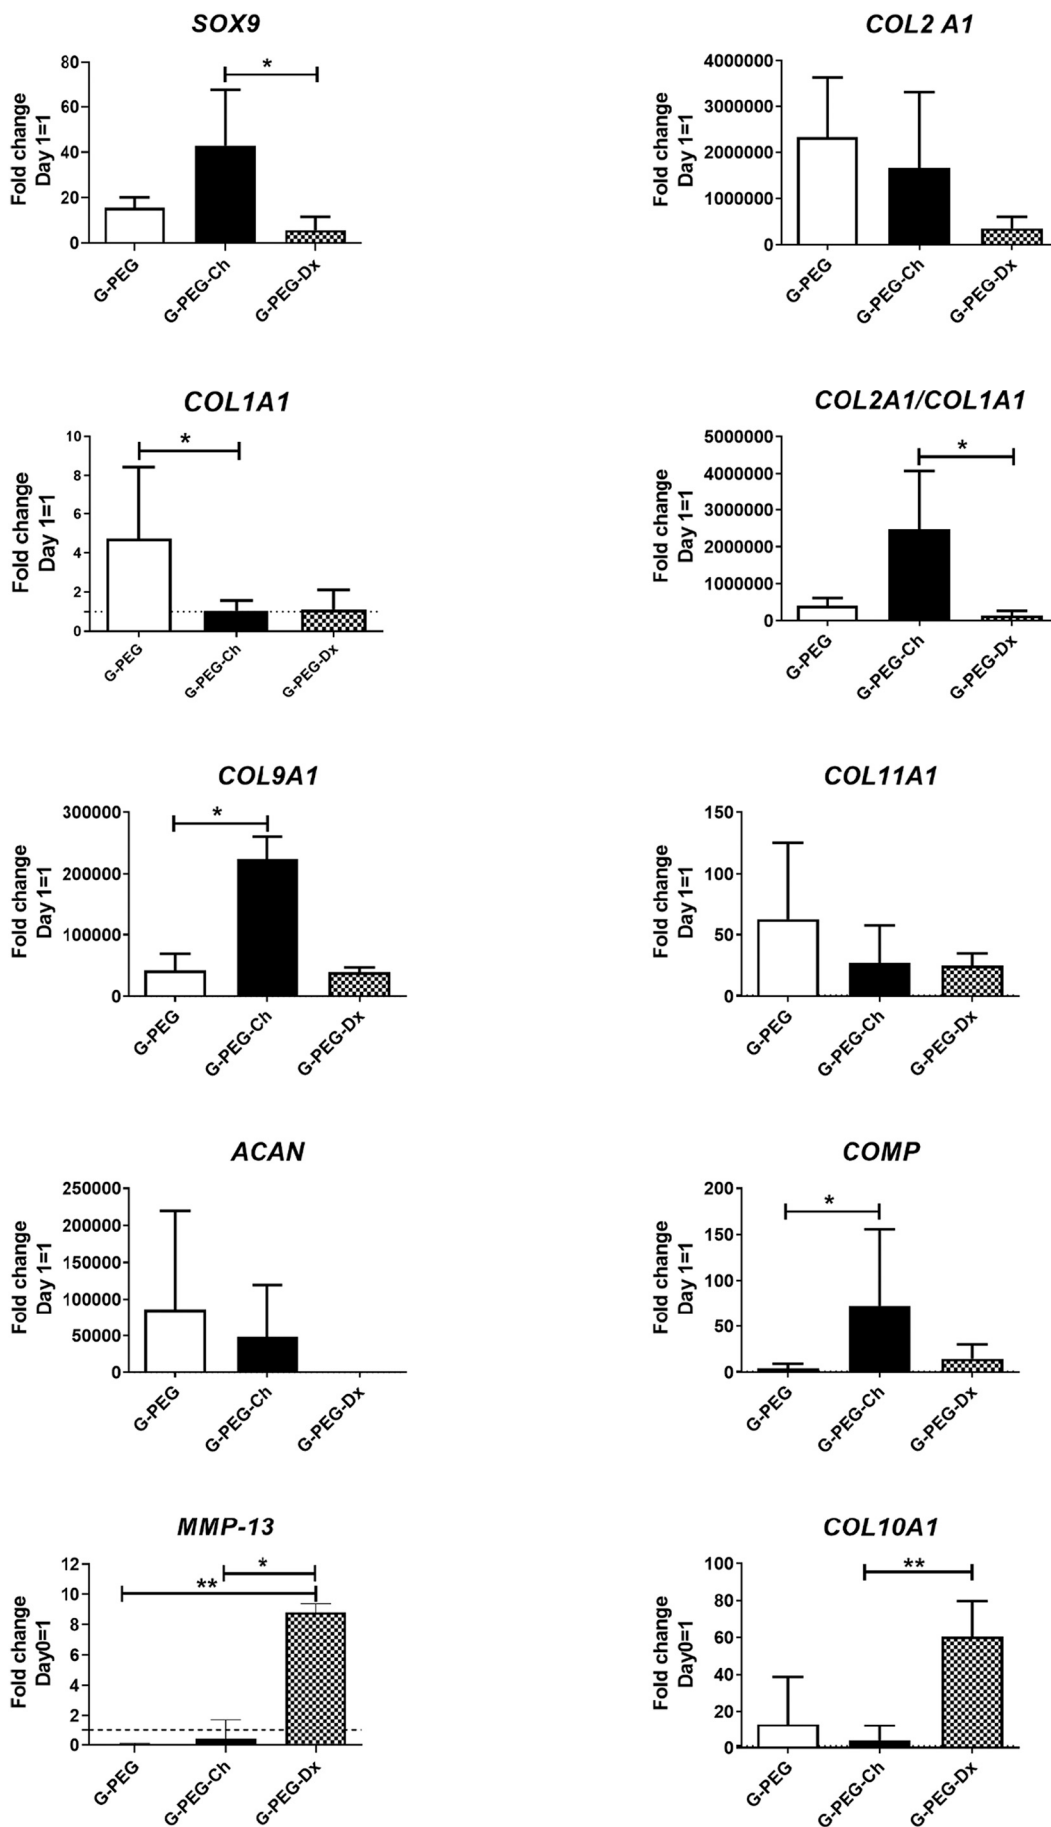 SOX9
Fold change
Day 1=1
80
60
40
20
0
*
G-PEG
G-PEG-Ch
G-PEG-Dx
COL2 A1
Fold change
Day 1=1
4000000
3000000
2000000
1000000
0
G-PEG
G-PEG-Ch
G-PEG-Dx
COL1A1
Fold change
Day 1=1
10
8
6
4
2
0
*
G-PEG
G-PEG-Ch
G-PEG-Dx
COL2A1/COL1A1
Fold change
Day 1=1
5000000
4000000
3000000
2000000
1000000
0
*
G-PEG
G-PEG-Ch
G-PEG-Dx
COL9A1
Fold change
Day 1=1
300000
200000
100000
0
*
G-PEG
G-PEG-Ch
G-PEG-Dx
COL11A1
Fold change
Day 1=1
150
100
50
0
G-PEG
G-PEG-Ch
G-PEG-Dx
ACAN
Fold change
Day 1=1
250000
200000
150000
100000
50000
0
G-PEG
G-PEG-Ch
G-PEG-Dx
COMP
Fold change
Day 1=1
200
150
100
50
0
*
G-PEG
G-PEG-Ch
G-PEG-Dx
MMP-13
Fold change
Day0=1
12
10
8
6
4
2
0
*
**
G-PEG
G-PEG-Ch
G-PEG-Dx
COL10A1
Fold change
Day0=1
100
80
60
40
20
0
**
G-PEG
G-PEG-Ch
G-PEG-Dx